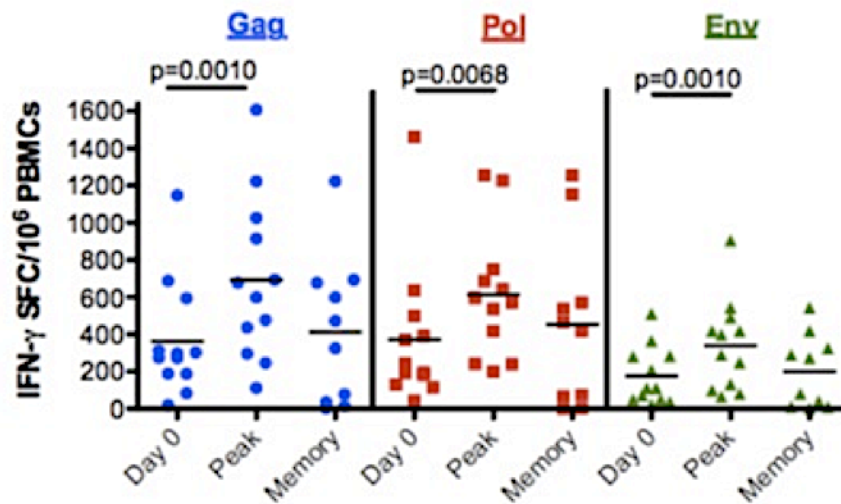 Gag Pol Env
p=0.0010 p=0.0068 p=0.0010
IFN-γ SFC/10⁶ PBMCs
1600
1400
1200
1000
800
600
400
200
0
Day 0 Peak Memory Day 0 Peak Memory Day 0 Peak Memory